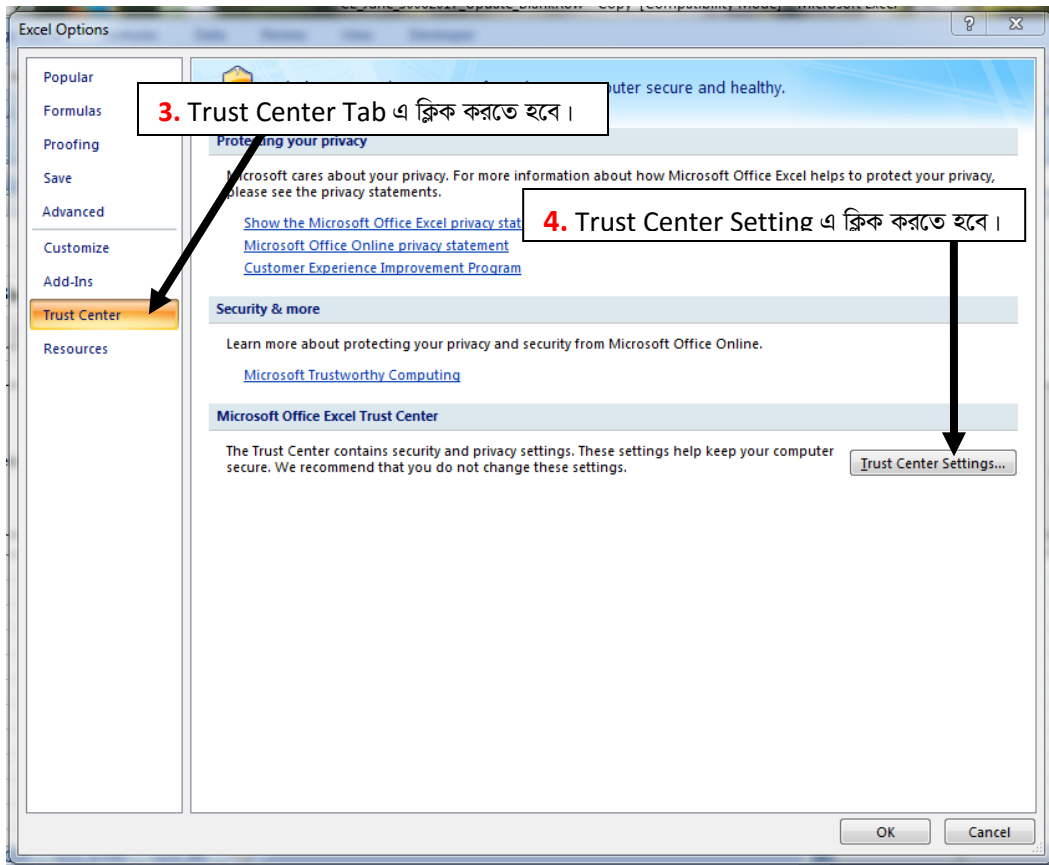 Excel Options
Popular
Formulas
Proofing
Save
Advanced
Customize
Add-Ins
Trust Center
Resources
puter secure and healthy.
3. Trust Center Tab এ ক্লিক করতে হবে।
Protecting your privacy
Microsoft cares about your privacy. For more information about how Microsoft Office Excel helps to protect your privacy,
please see the privacy statements.
4. Trust Center Setting এ ক্লিক করতে হবে।
Show the Microsoft Office Excel privacy stat
Microsoft Office Online privacy statement
Customer Experience Improvement Program
Security & more
Learn more about protecting your privacy and security from Microsoft Office Online.
Microsoft Trustworthy Computing
Microsoft Office Excel Trust Center
The Trust Center contains security and privacy settings. These settings help keep your computer
secure. We recommend that you do not change these settings.
Trust Center Settings...
OK
Cancel